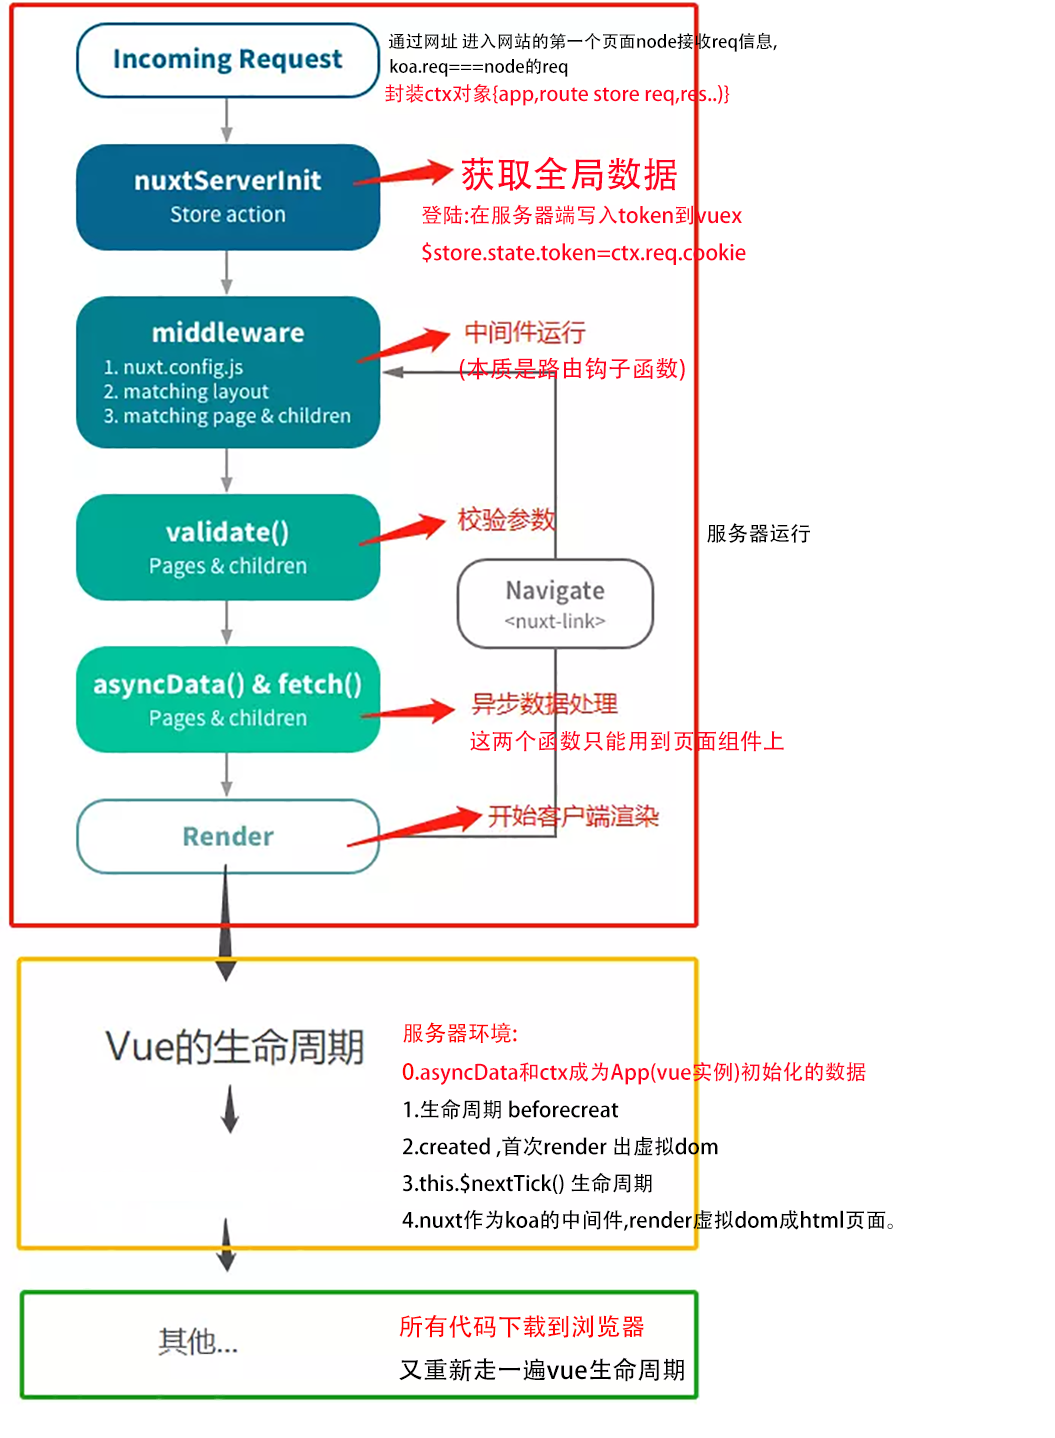 Incoming Request
通过网址 进入网站的第一个页面node接收req信息,
koa.req===node的req
封装ctx对象{app,route store req,res..)}
nuxtServerInit
Store action
获取全局数据
登陆:在服务器端写入token到vuex
$store.state.token=ctx.req.cookie
middleware
1. nuxt.config.js
2. matching layout
3. matching page & children
中间件运行
(本质是路由钩子函数)
validate()
Pages & children
校验参数
服务器运行
Navigate
<nuxt-link>
asyncData() & fetch()
Pages & children
异步数据处理
这两个函数只能用到页面组件上
Render
开始客户端渲染
Vue的生命周期
服务器环境:
0.asyncData和ctx成为App(vue实例)初始化的数据
1.生命周期 beforecreat
2.created ,首次render 出虚拟dom
3.this.$nextTick() 生命周期
4.nuxt作为koa的中间件,render虚拟dom成html页面。
其他...
所有代码下载到浏览器
又重新走一遍vue生命周期